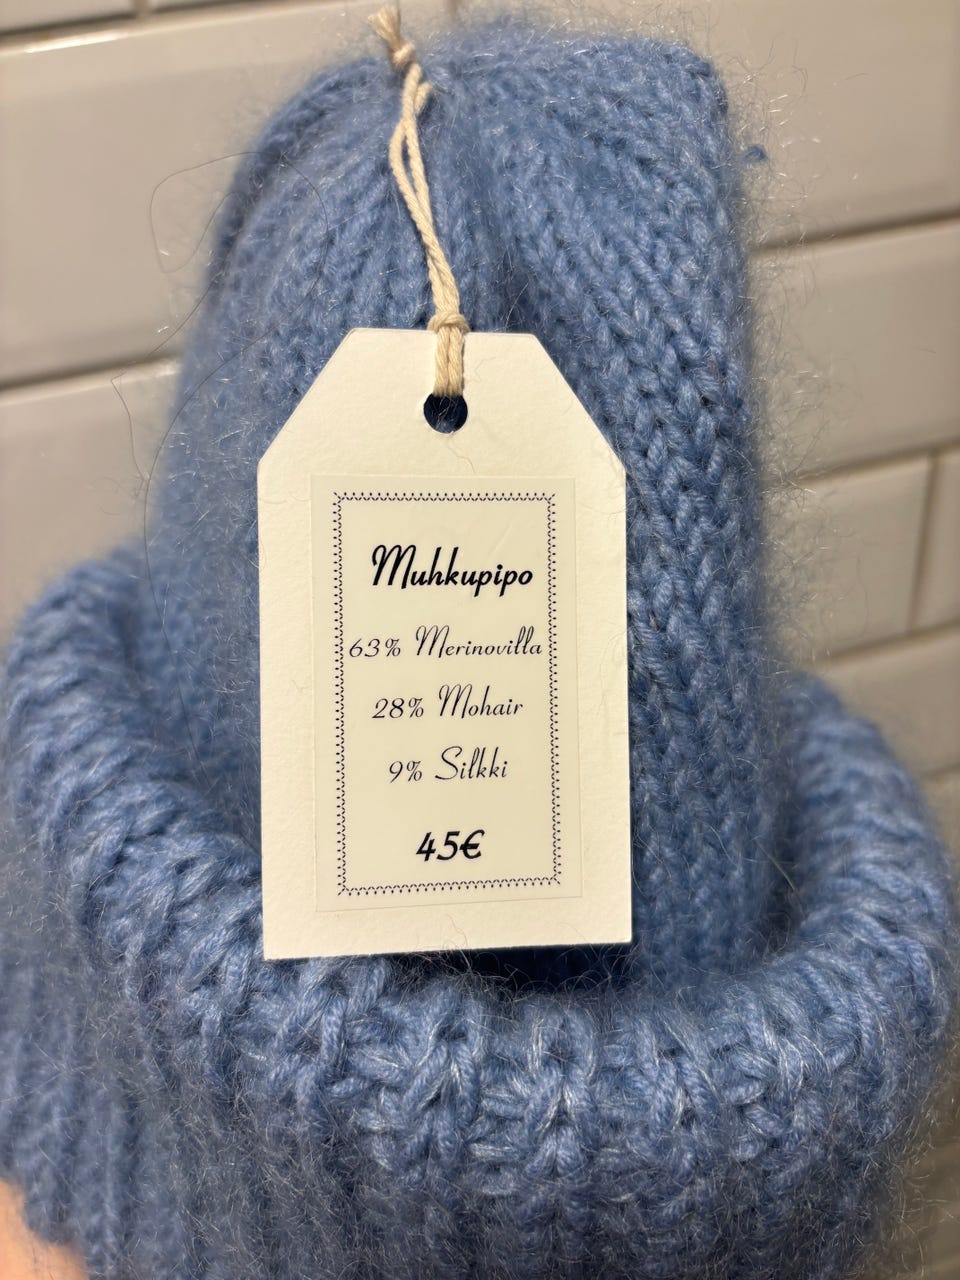 Muhkupipo
63% Merinovilla
28% Mohair
9% Silkki
45€